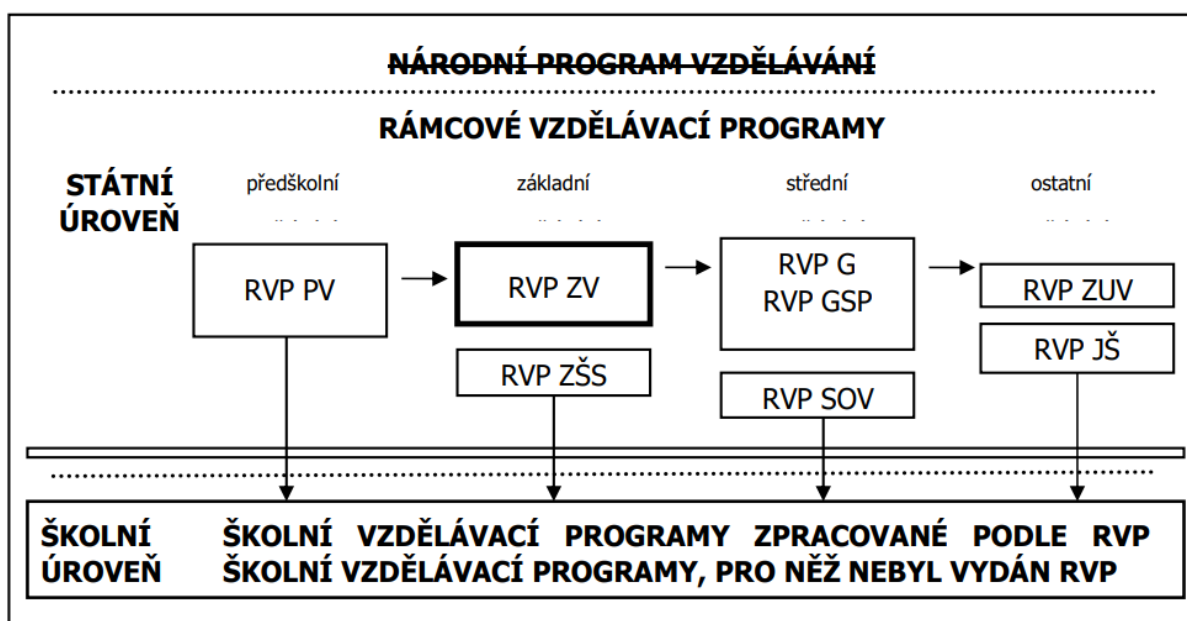 NÁRODNÍ PROGRAM VZDĚLÁVÁNÍ
RÁMCOVÉ VZDĚLÁVACÍ PROGRAMY
STÁTNÍ
ÚROVEŇ
předškolní
základní
střední
ostatní
RVP PV
RVP ZV
RVP ZŠS
RVP G
RVP GSP
RVP SOV
RVP ZUV
RVP JŠ
ŠKOLNÍ
ÚROVEŇ
ŠKOLNÍ VZDĚLÁVACÍ PROGRAMY ZPRACOVANÉ PODLE RVP
ŠKOLNÍ VZDĚLÁVACÍ PROGRAMY, PRO NĚŽ NEBYL VYDÁN RVP